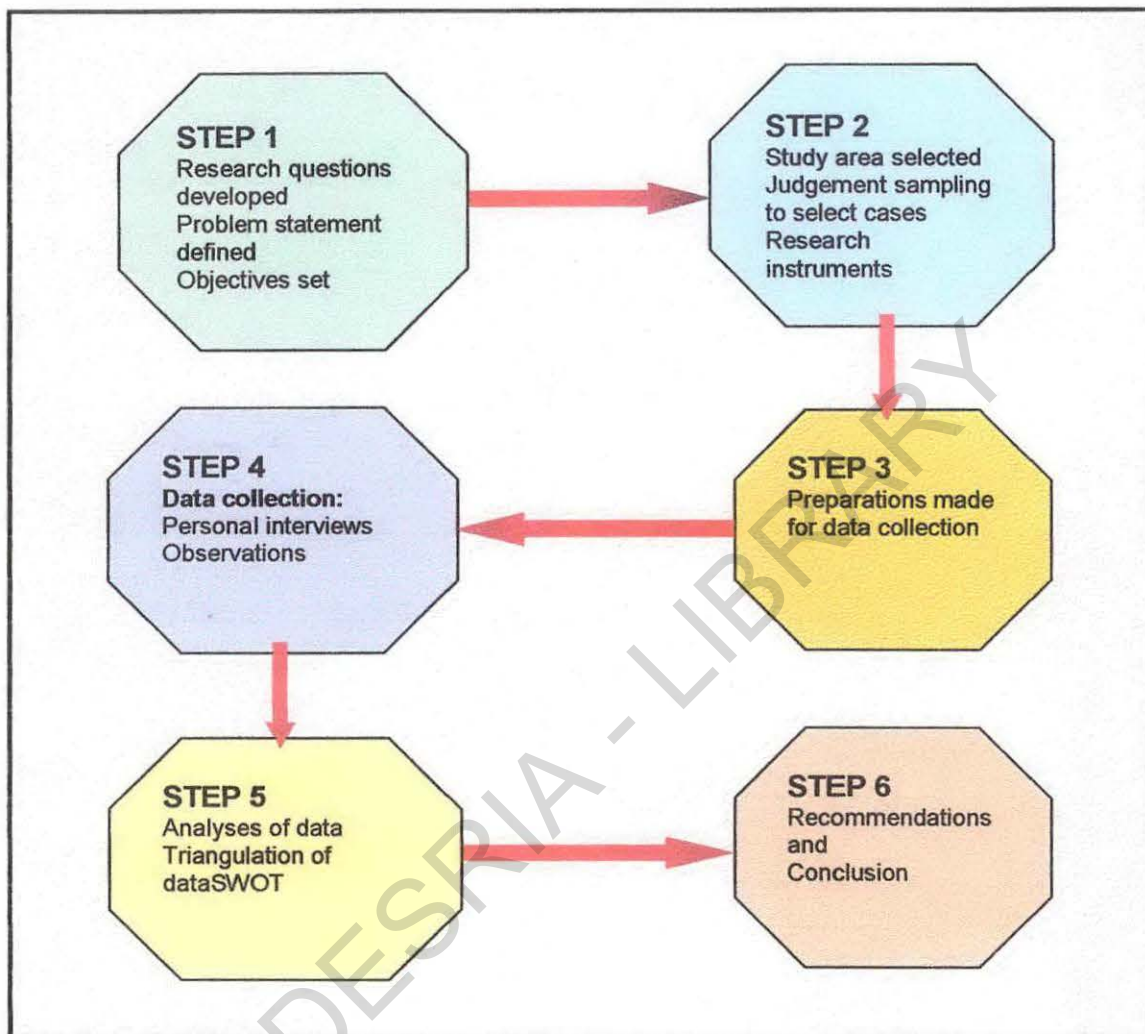 STEP 1
Research questions
developed
Problem statement
defined
Objectives set
STEP 2
Study area selected
Judgement sampling
to select cases
Research
instruments
STEP 3
Preparations made
for data collection
STEP 4
Data collection:
Personal interviews
Observations
STEP 5
Analyses of data
Triangulation of
dataSWOT
STEP 6
Recommendations
and
Conclusion
DESRIA - LIBRARY